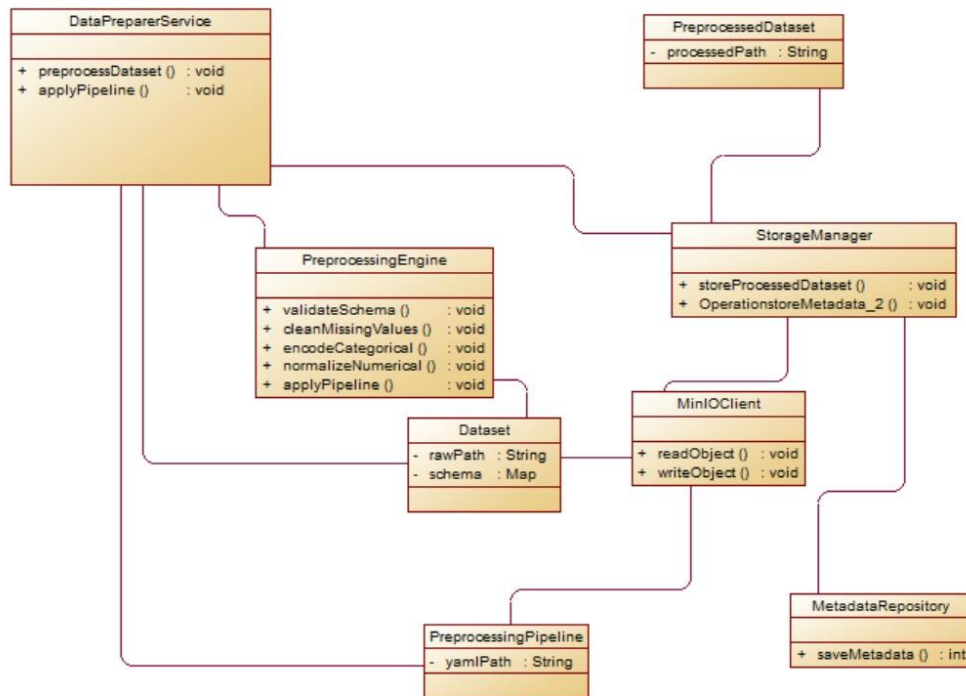 DataPreparerService
+ preprocessDataset () : void
+ applyPipeline () : void
PreprocessedDataset
- processedPath : String
StorageManager
+ storeProcessedDataset () : void
+ OperationstoreMetadata_2 () : void
PreprocessingEngine
+ validateSchema () : void
+ cleanMissingValues () : void
+ encodeCategorical () : void
+ normalizeNumerical () : void
+ applyPipeline () : void
Dataset
- rawPath : String
- schema : Map
MinIOClient
+ readObject () : void
+ writeObject () : void
PreprocessingPipeline
- yamlPath : String
MetadataRepository
+ saveMetadata () : int